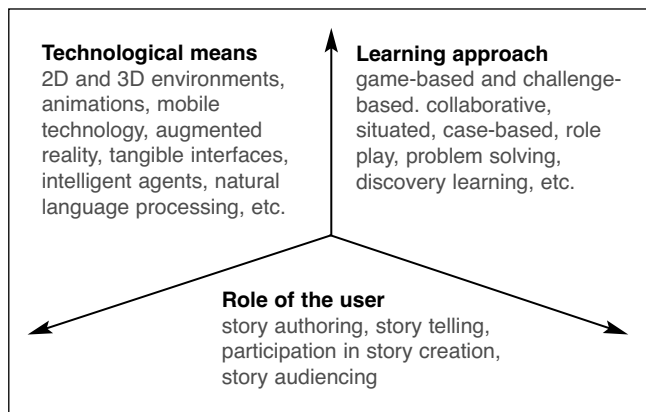 Technological means
2D and 3D environments,
animations, mobile
technology, augmented
reality, tangible interfaces,
intelligent agents, natural
language processing, etc.
Learning approach
game-based and challenge-
based. collaborative,
situated, case-based, role
play, problem solving,
discovery learning, etc.
Role of the user
story authoring, story telling,
participation in story creation,
story audiencing